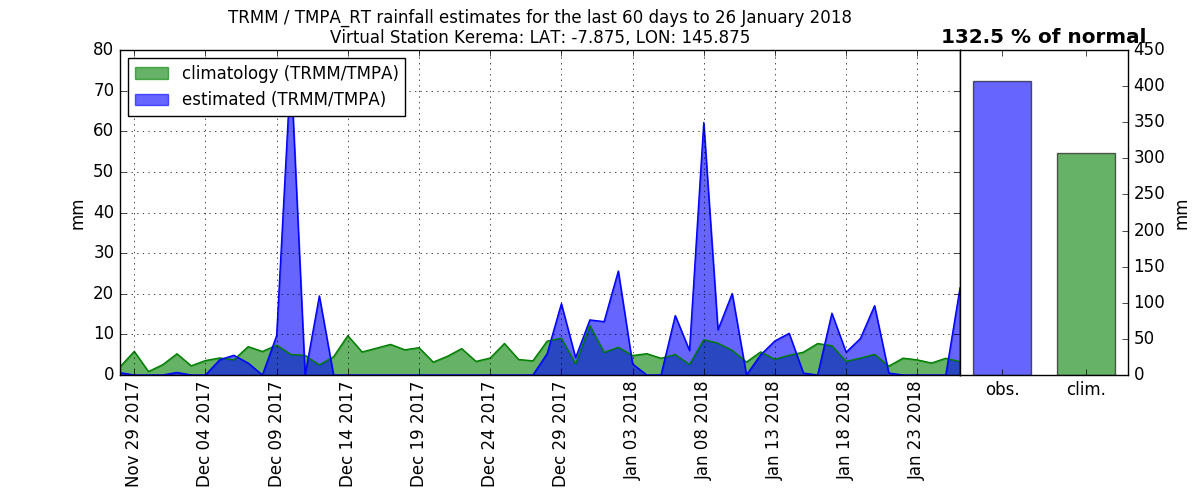 TRMM / TMPA_RT rainfall estimates for the last 60 days to 26 January 2018
Virtual Station Kerema: LAT: -7.875, LON: 145.875
132.5 % of normal
climatology (TRMM/TMPA)
estimated (TRMM/TMPA)
mm
80
70
60
50
40
30
20
10
0
Nov 29 2017
Dec 04 2017
Dec 09 2017
Dec 14 2017
Dec 19 2017
Dec 24 2017
Dec 29 2017
Jan 03 2018
Jan 08 2018
Jan 13 2018
Jan 18 2018
Jan 23 2018
obs.
clim.
450
400
350
300
250
200
150
100
50
0
mm